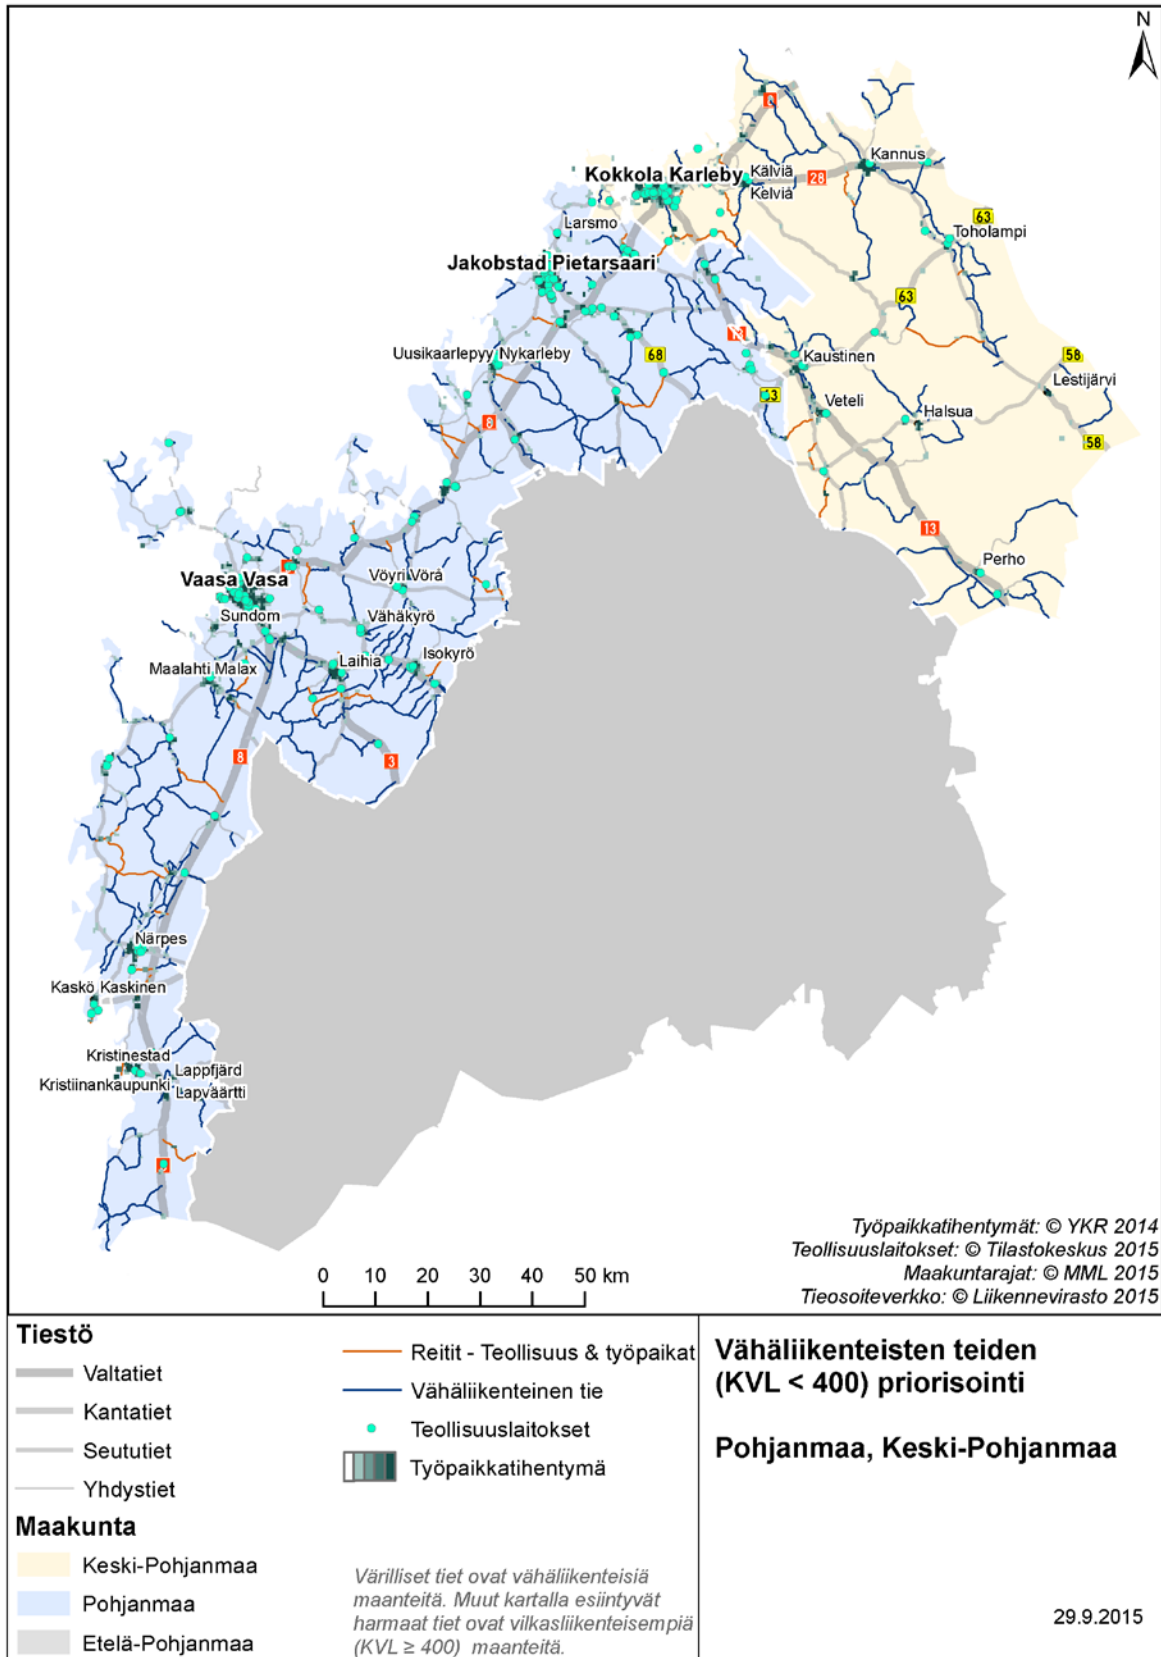 N
8
Kannus
Kokkola Karleby
Kälviä
Kelviå
28
63
Toholampi
Larsmo
Jakobstad Pietarsaari
63
13
68
Uusikaarlepyy Nykarleby
Kaustinen
58
Lestijärvi
63
Veteli
Halsua
8
58
13
Perho
Vaasa Vasa
Vöyri Vörå
Sundom
Vähäkyrö
Isokyrö
Laihia
Maalahti Malax
8
3
Närpes
Kaskö Kaskinen
Kristinestad
Lappfjärd
Kristiinankaupunki
Lapväärtti
Työpaikkatihentymät: © YKR 2014
Teollisuuslaitokset: © Tilastokeskus 2015
Maakuntarajat: © MML 2015
Tieosoiteverkko: © Liikennevirasto 2015
0 10 20 30 40 50 km
Tiestö
Valtatiet
Kantatiet
Seututiet
Yhdystiet
Maakunta
Keski-Pohjanmaa
Pohjanmaa
Etelä-Pohjanmaa
Reitit - Teollisuus & työpaikat
Vähäliikenteinen tie
Teollisuuslaitokset
Työpaikkatihentymä
Värilliset tiet ovat vähäliikenteisiä
maanteitä. Muut kartalla esiintyvät
harmaat tiet ovat vilkasliikenteisempiä
(KVL ≥ 400) maanteitä.
Vähäliikenteisten teiden
(KVL < 400) priorisointi
Pohjanmaa, Keski-Pohjanmaa
29.9.2015